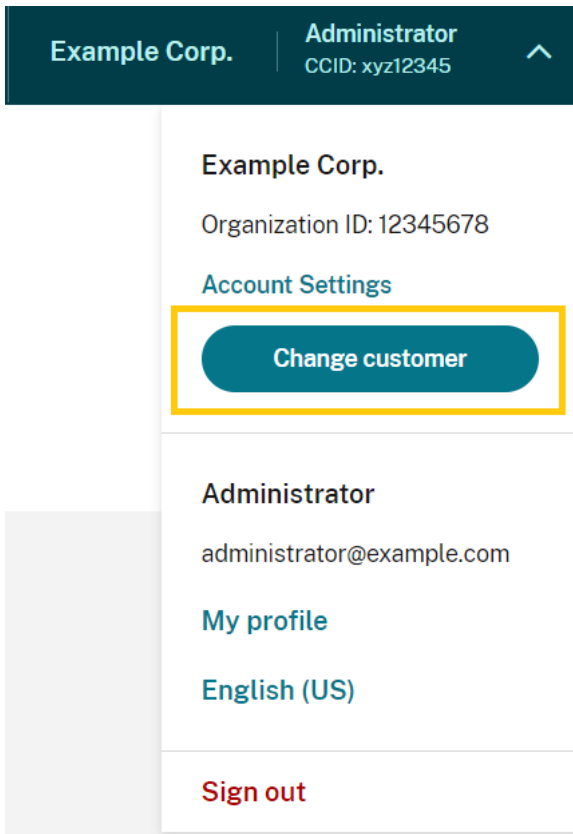 Example Corp.
Administrator
CCID: xyz12345
Example Corp.
Organization ID: 12345678
Account Settings
Change customer
Administrator
administrator@example.com
My profile
English (US)
Sign out